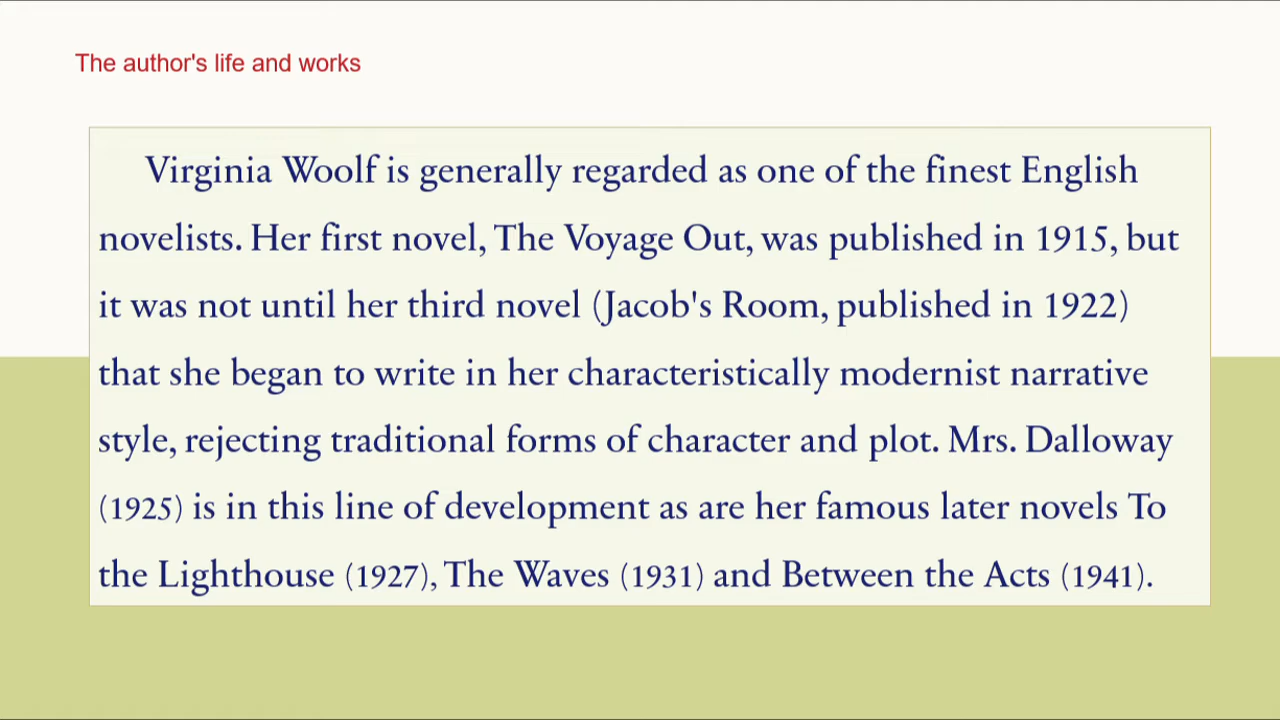 The author's life and works
Virginia Woolf is generally regarded as one of the finest English
novelists. Her first novel, The Voyage Out, was published in 1915, but
it was not until her third novel (Jacob's Room, published in 1922)
that she began to write in her characteristically modernist narrative
style, rejecting traditional forms of character and plot. Mrs. Dalloway
(1925) is in this line of development as are her famous later novels To
the Lighthouse (1927), The Waves (1931) and Between the Acts (1941).